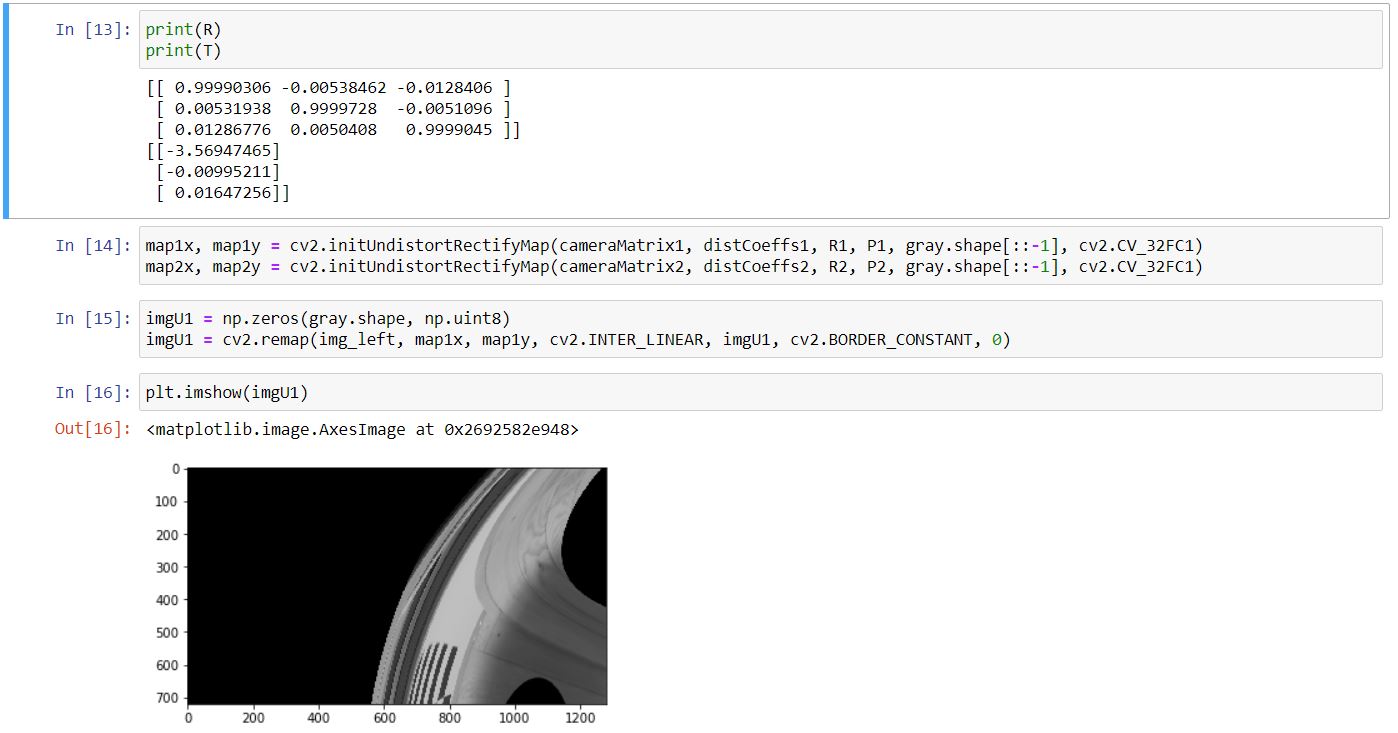 In [13]: print(R)
print(T)
[[ 0.99990306 -0.00538462 -0.0128406 ]
[ 0.00531938 0.9999728 -0.0051096 ]
[ 0.01286776 0.0050408 0.9999045 ]]
[[-3.56947465]
[-0.00995211]
[ 0.01647256]]
In [14]: map1x, map1y = cv2.initUndistortRectifyMap(cameraMatrix1, distCoeffs1, R1, P1, gray.shape[::-1], cv2.CV_32FC1)
map2x, map2y = cv2.initUndistortRectifyMap(cameraMatrix2, distCoeffs2, R2, P2, gray.shape[::-1], cv2.CV_32FC1)
In [15]: imgU1 = np.zeros(gray.shape, np.uint8)
imgU1 = cv2.remap(img_left, map1x, map1y, cv2.INTER_LINEAR, imgU1, cv2.BORDER_CONSTANT, 0)
In [16]: plt.imshow(imgU1)
Out[16]: <matplotlib.image.AxesImage at 0x2692582e948>
0
100
200
300
400
500
600
700
0 200 400 600 800 1000 1200